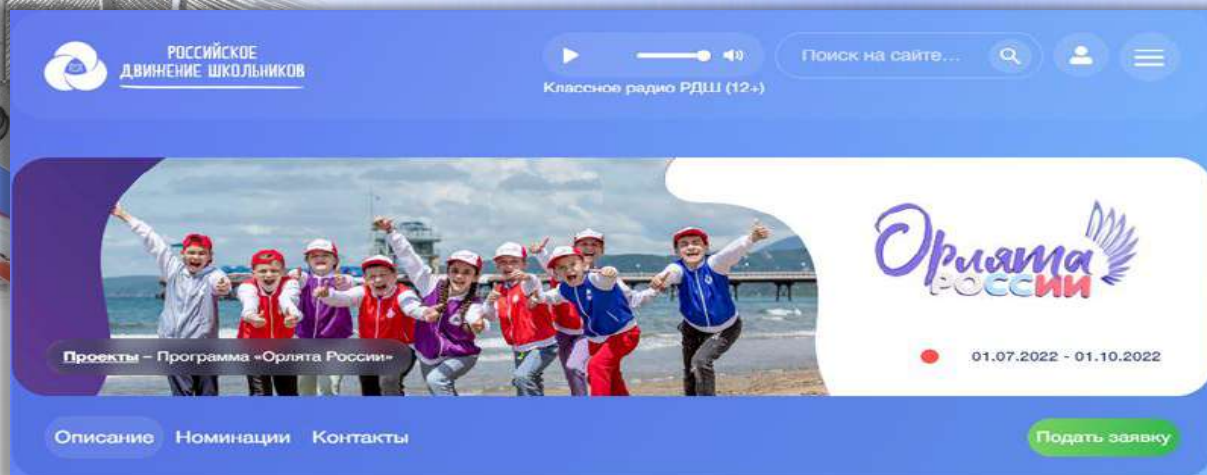 РОССИЙСКОЕ
ДВИЖЕНИЕ ШКОЛЬНИКОВ
Классное радио РДШ (12+)
Поиск на сайте...
Орлята
РОССИИ
Проекты – Программа «Орлята России»
01.07.2022 - 01.10.2022
Описание Номинации Контакты
Подать заявку